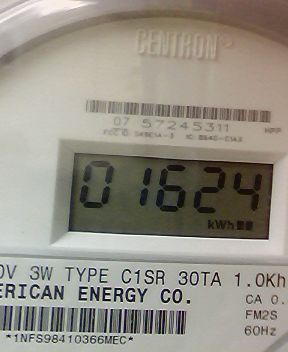 CENTRON
07 57245311
01624
kWh
0V 3W TYPE C1SR 30TA 1.0Kh
ERICAN ENERGY CO.
CA 0.
FM2S
60Hz
*1NFS98410366MEC*